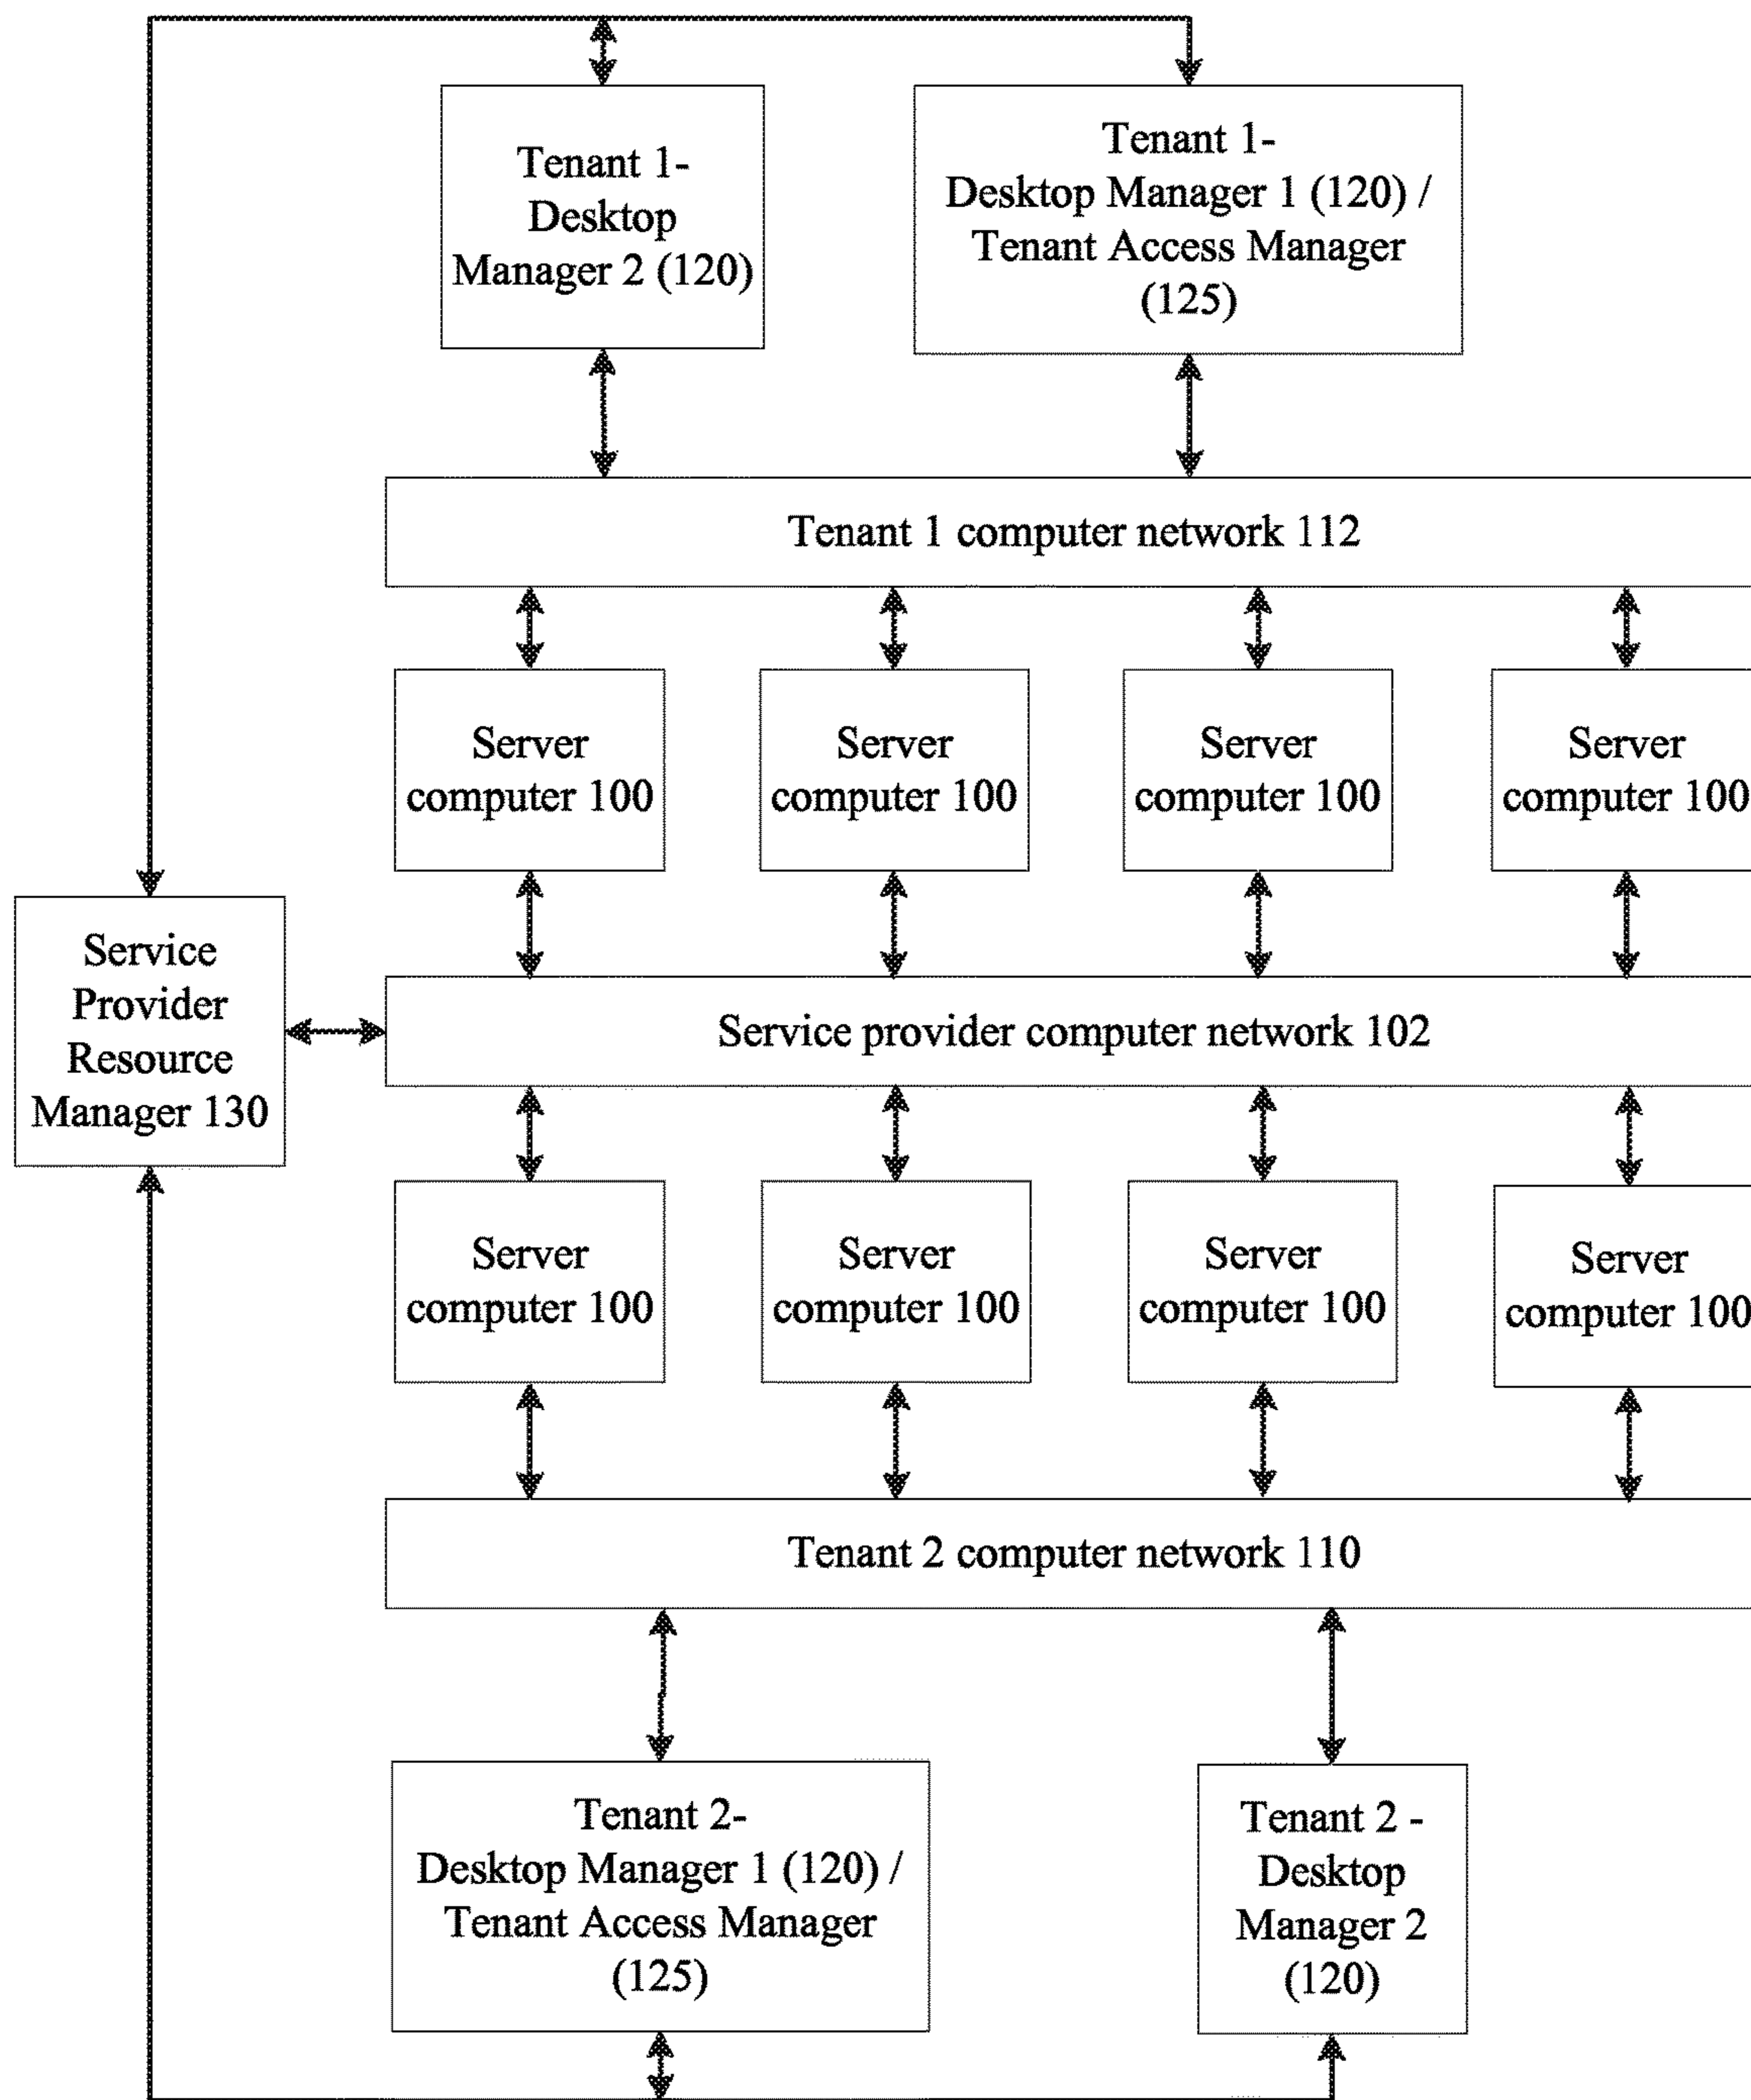 Tenant 1-
Desktop
Manager 2 (120)
Tenant 1-
Desktop Manager 1 (120) /
Tenant Access Manager
(125)
Tenant 1 computer network 112
Server
computer 100
Server
computer 100
Server
computer 100
Server
computer 100
Service
Provider
Resource
Manager 130
Service provider computer network 102
Server
computer 100
Server
computer 100
Server
computer 100
Server
computer 100
Tenant 2 computer network 110
Tenant 2-
Desktop Manager 1 (120) /
Tenant Access Manager
(125)
Tenant 2 -
Desktop
Manager 2
(120)